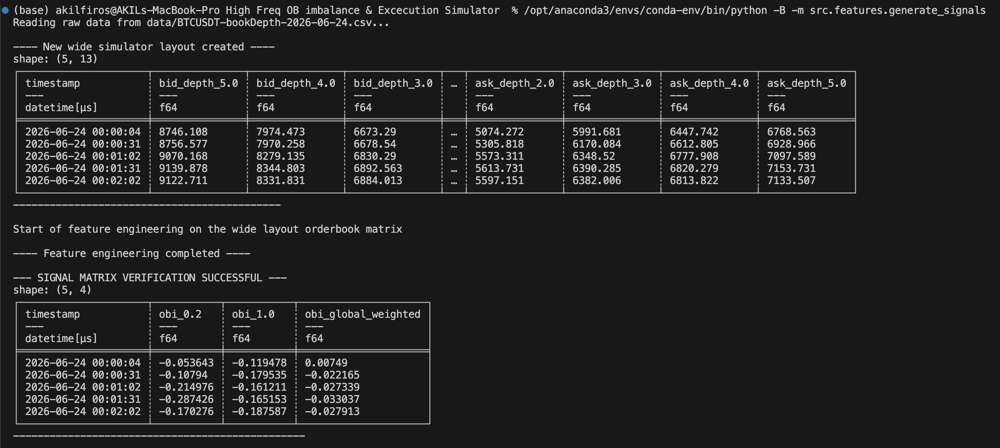 (base) akilfiros@AKILs-MacBook-Pro High Freq OB imbalance & Excecution Simulator  % /opt/anaconda3/envs/conda-env/bin/python -B -m src.features.generate_signals
Reading raw data from data/BTCUSDT-bookDepth-2026-06-24.csv...
---- New wide simulator layout created ----
shape: (5, 13)
timestamp bid_depth_5.0 bid_depth_4.0 bid_depth_3.0 … ask_depth_2.0 ask_depth_3.0 ask_depth_4.0 ask_depth_5.0
--- --- --- --- --- --- --- ---
datetime[μs] f64 f64 f64 f64 f64 f64 f64
2026-06-24 00:00:04 8746.108 7974.473 6673.29 … 5074.272 5991.681 6447.742 6768.563
2026-06-24 00:00:31 8756.577 7970.258 6678.54 … 5305.818 6170.084 6612.805 6928.966
2026-06-24 00:01:02 9070.168 8279.135 6830.29 … 5573.311 6348.52 6777.908 7097.589
2026-06-24 00:01:31 9139.878 8344.803 6892.563 … 5613.731 6390.285 6820.279 7153.731
2026-06-24 00:02:02 9122.711 8331.831 6884.013 … 5597.151 6382.006 6813.822 7133.507
--------------------------------------------
Start of feature engineering on the wide layout orderbook matrix
---- Feature engineering completed ----
--- SIGNAL MATRIX VERIFICATION SUCCESSFUL ---
shape: (5, 4)
timestamp obi_0.2 obi_1.0 obi_global_weighted
--- --- --- ---
datetime[μs] f64 f64 f64
2026-06-24 00:00:04 -0.053643 -0.119478 0.00749
2026-06-24 00:00:31 -0.10794 -0.179535 -0.022165
2026-06-24 00:01:02 -0.214976 -0.161211 -0.027339
2026-06-24 00:01:31 -0.287426 -0.165153 -0.033037
2026-06-24 00:02:02 -0.170276 -0.187587 -0.027913
------------------------------------------------